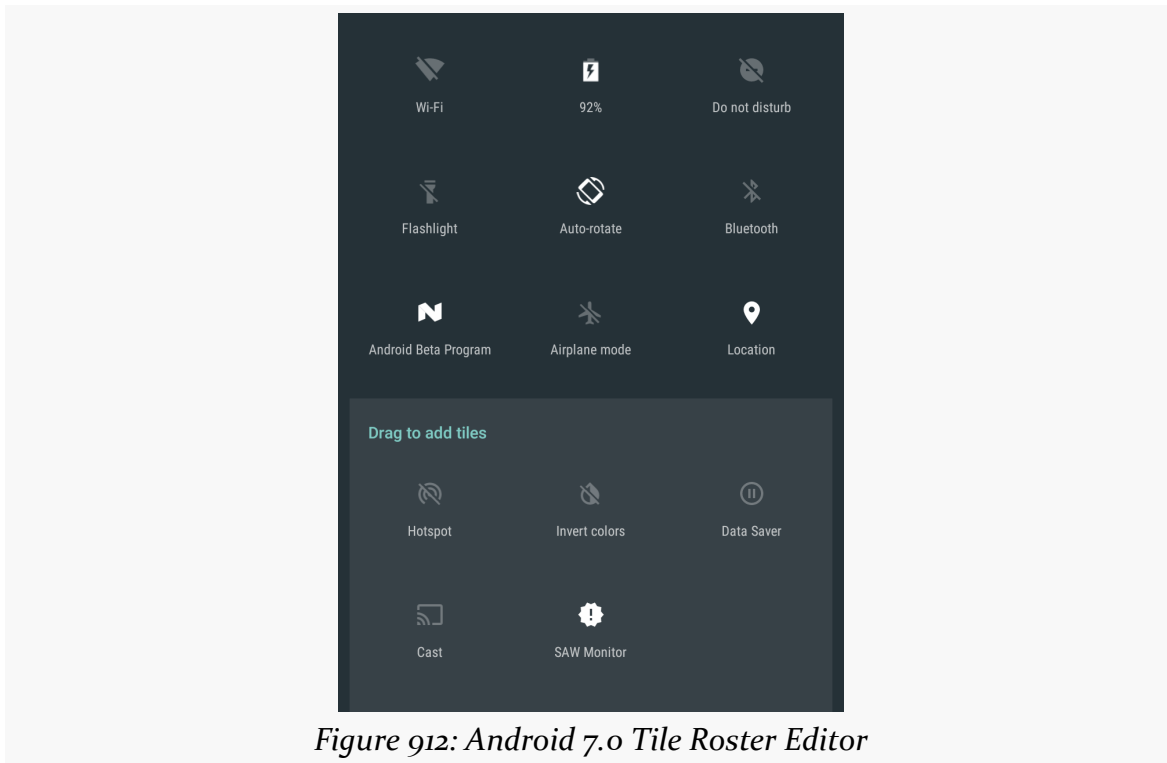 Wi-Fi
92%
Do not disturb
Flashlight
Auto-rotate
Bluetooth
Android Beta Program
Airplane mode
Location
Drag to add tiles
Hotspot
Invert colors
Data Saver
Cast
SAW Monitor
Figure 912: Android 7.0 Tile Roster Editor